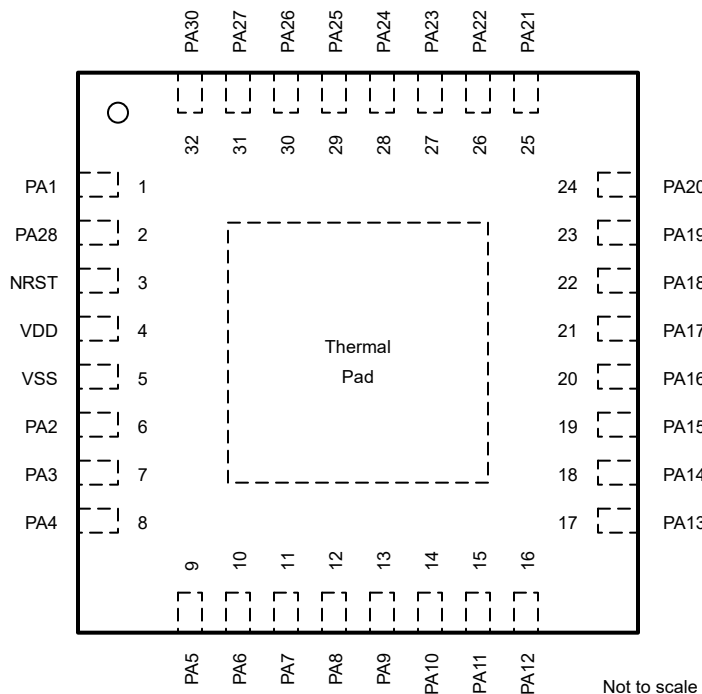 PA30
PA27
PA26
PA25
PA24
PA23
PA22
PA21
32
31
30
29
28
27
26
25
PA1 1
PA28 2
NRST 3
VDD 4
VSS 5
PA2 6
PA3 7
PA4 8
Thermal
Pad
24 PA20
23 PA19
22 PA18
21 PA17
20 PA16
19 PA15
18 PA14
17 PA13
9
10
11
12
13
14
15
16
PA5
PA6
PA7
PA8
PA9
PA10
PA11
PA12
Not to scale